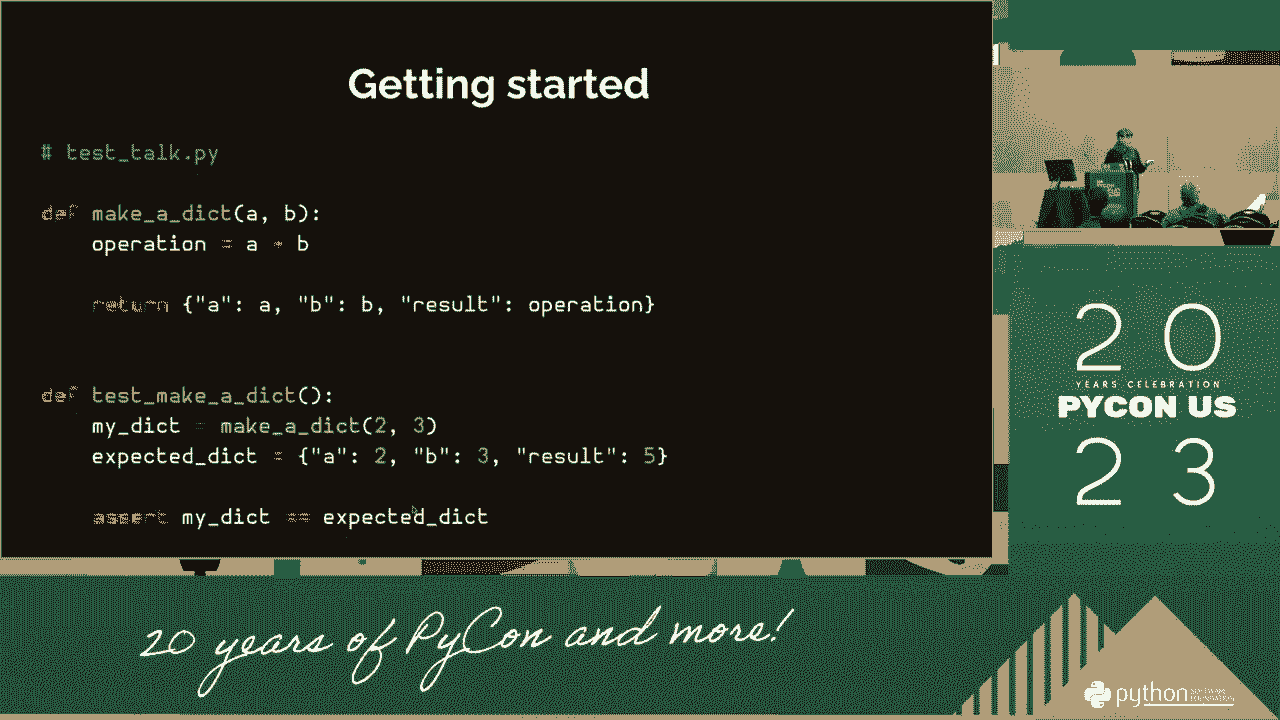 Getting started
# test_talk.py
def make_a_dict(a, b):
operation = a + b
return {"a": a, "b": b, "result": operation}
def test_make_a_dict():
my_dict = make_a_dict(2, 3)
expected_dict = {"a": 2, "b": 3, "result": 5}
assert my_dict == expected_dict
20
YEARS CELEBRATION
PYCON US
23
20 years of PyCon and more!
python
SOFTWARE
FOUNDATION